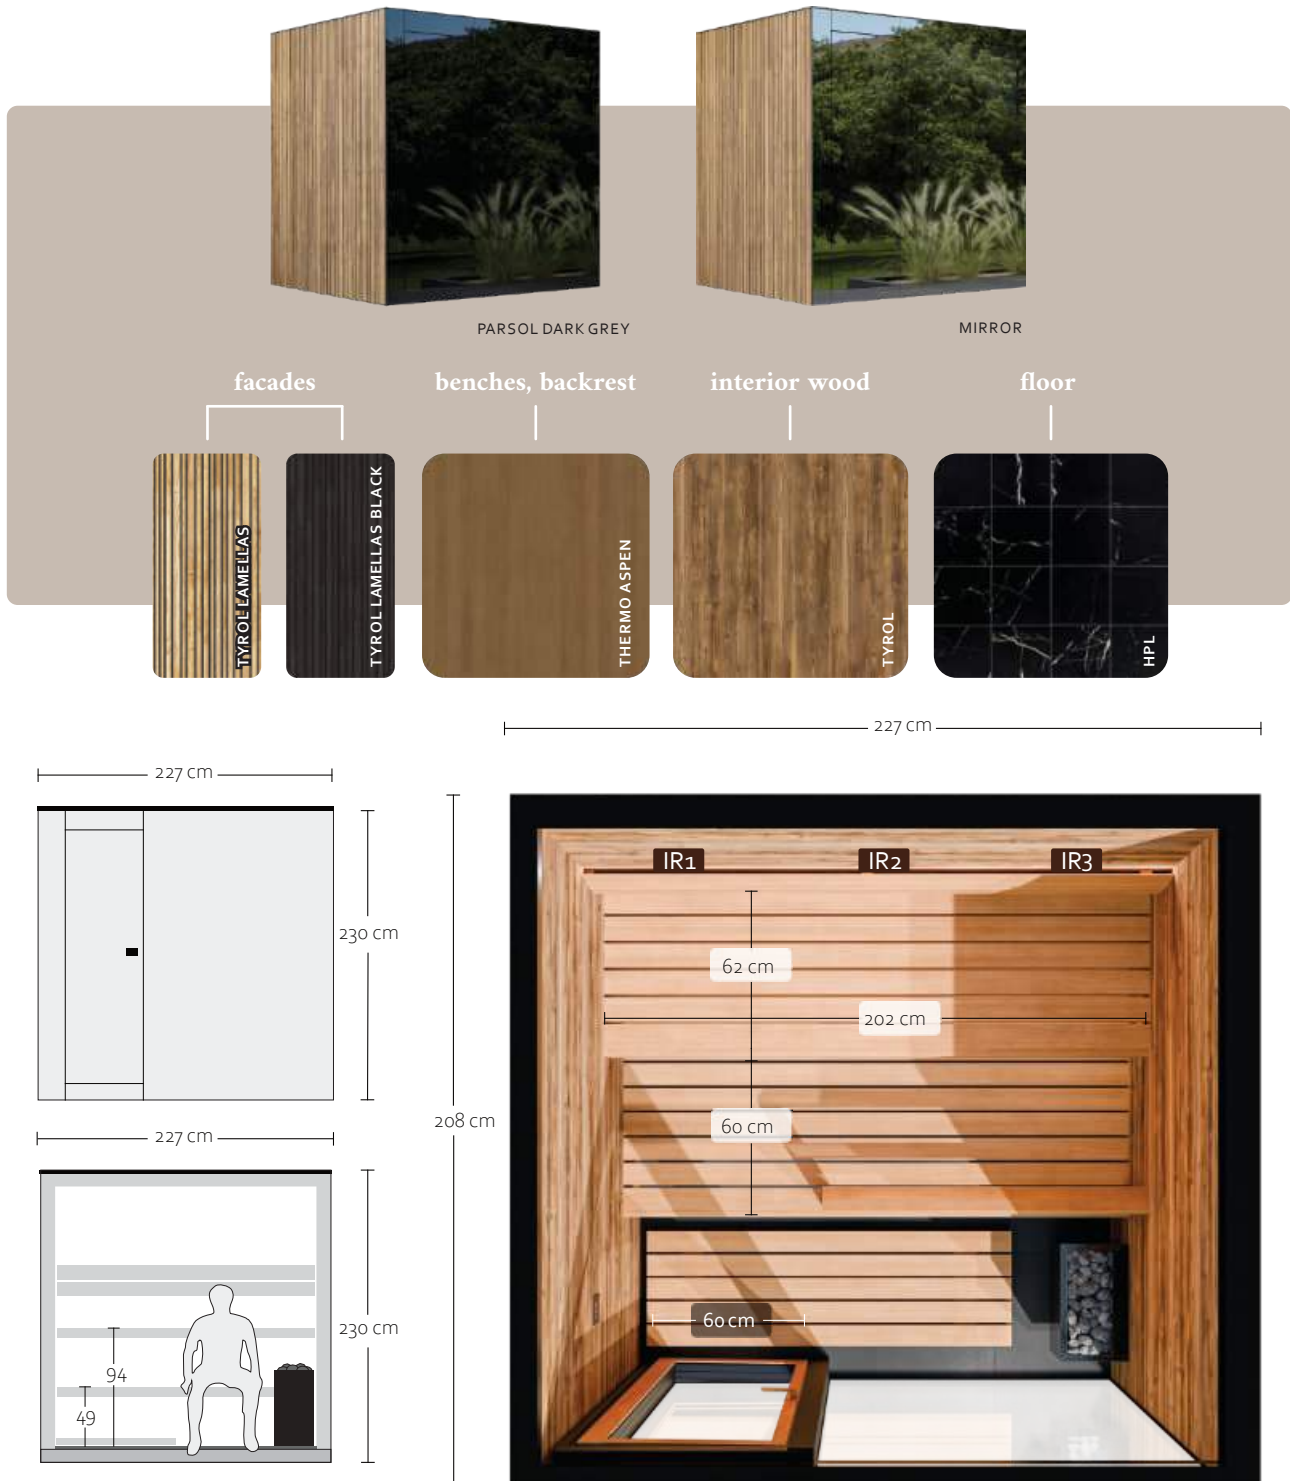 PARSOL DARK GREY
MIRROR
facades
benches, backrest
interior wood
floor
TYROL LAMELLAS
TYROL LAMELLAS BLACK
THERMO ASPEN
TYROL
HPL
227 cm
227 cm
230 cm
227 cm
230 cm
94
49
208 cm
IR1
IR2
IR3
62 cm
202 cm
60 cm
60 cm